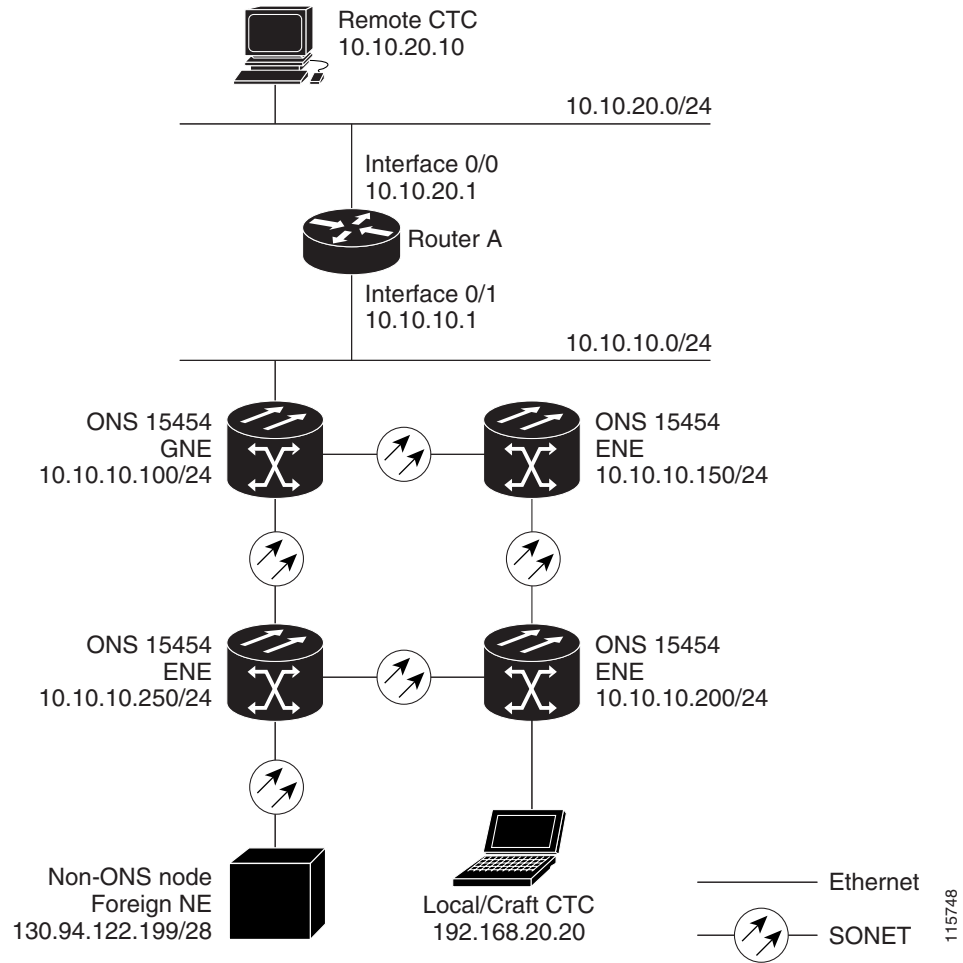 Remote CTC
10.10.20.10
10.10.20.0/24
Interface 0/0
10.10.20.1
Router A
Interface 0/1
10.10.10.1
10.10.10.0/24
ONS 15454
GNE
10.10.10.100/24
ONS 15454
ENE
10.10.10.150/24
ONS 15454
ENE
10.10.10.250/24
ONS 15454
ENE
10.10.10.200/24
Non-ONS node
Foreign NE
130.94.122.199/28
Local/Craft CTC
192.168.20.20
Ethernet
SONET
115748